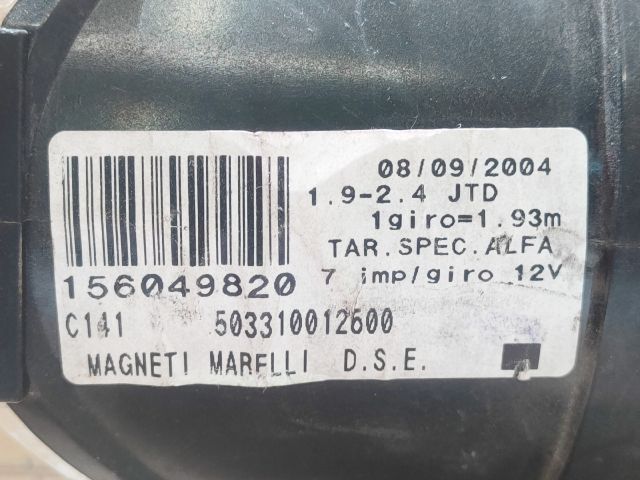 08/09/2004
1.9-2.4 JTD
1giro=1.93m
TAR.SPEC.ALFA
156049820 7 imp/giro 12V
C141 503310012600
MAGNETI MARELLI D.S.E.